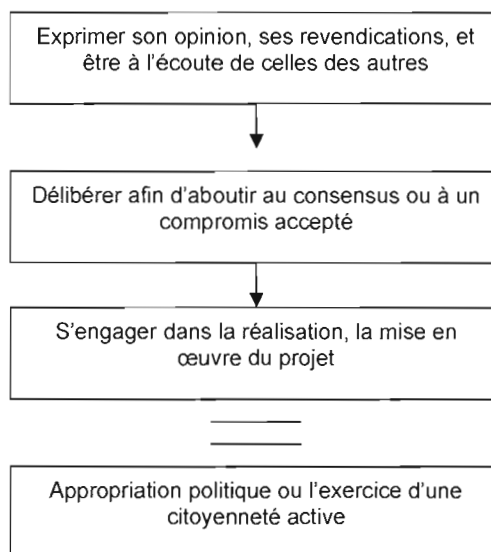 Exprimer son opinion, ses revendications, et
être à l'écoute de celles des autres
Délibérer afin d'aboutir au consensus ou à un
compromis accepté
S'engager dans la réalisation, la mise en
œuvre du projet
Appropriation politique ou l'exercice d'une
citoyenneté active